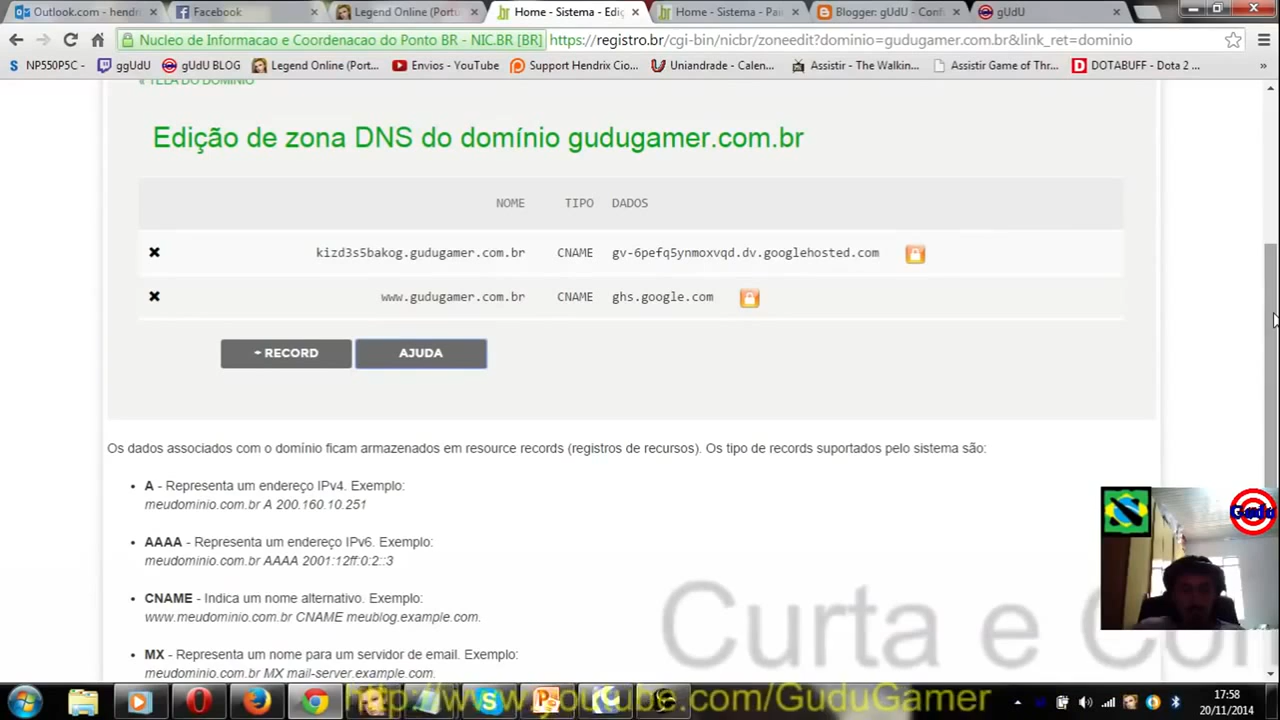 Outlook.com - hendr
Facebook
Legend Online (Portu
Home - Sistema - Ediç
Home - Sistema - Pai
Blogger: gUdU - Confi
gUdU
Nucleo de Informacao e Coordenacao do Ponto BR - NIC.BR [BR]
https://registro.br/cgi-bin/nicbr/zoneedit?dominio=gudugamer.com.br&link_ret=dominio
NP550P5C -
ggUdU
gUdU BLOG
Legend Online (Port...
Envios - YouTube
Support Hendrix Cio...
Uniandrade - Calen...
Assistir - The Walkin...
Assistir Game of Thr...
DOTABUFF - Dota 2 ...
»
« TELA DO DOMÍNIO
Edição de zona DNS do domínio gudugamer.com.br
NOME TIPO DADOS
kizd3s5bakog.gudugamer.com.br CNAME gv-6pefq5ynmoxvqd.dv.googlehosted.com
www.gudugamer.com.br CNAME ghs.google.com
+ RECORD
AJUDA
Os dados associados com o domínio ficam armazenados em resource records (registros de recursos). Os tipo de records suportados pelo sistema são:
• A - Representa um endereço IPv4. Exemplo:
meudominio.com.br A 200.160.10.251
• AAAA - Representa um endereço IPv6. Exemplo:
meudominio.com.br AAAA 2001:12ff:0:2::3
• CNAME - Indica um nome alternativo. Exemplo:
www.meudominio.com.br CNAME meublog.example.com.
• MX - Representa um nome para um servidor de email. Exemplo:
meudominio.com.br MX mail-server.example.com.
Gudu
Curta e Com
http://www.youtube.com/GuduGamer
17:58
20/11/2014